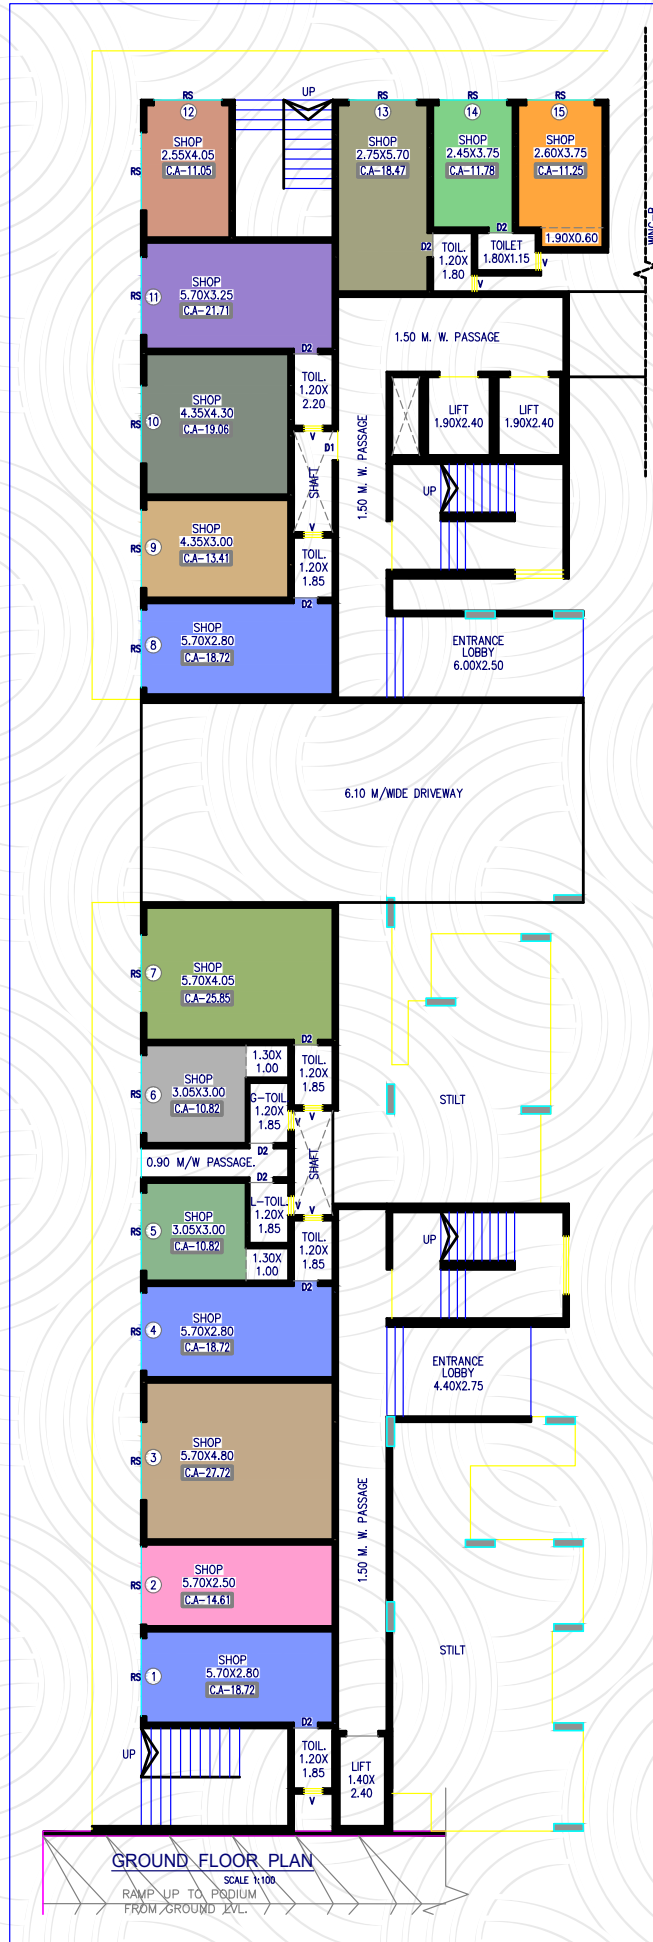 RS
RS
RS
UP
12
13
14
15
SHOP
2.55X4.05
C.A-11.05
SHOP
2.75X5.70
C.A-18.47
SHOP
2.45X3.75
C.A-11.78
SHOP
2.60X3.75
C.A-11.25
RS
WING-B
D2
1.90X0.60
D2
TOIL.
1.20X
1.80
TOILET
1.80X1.15
V
V
RS
11
SHOP
5.70X3.25
C.A-21.71
1.50 M. W. PASSAGE
D2
TOIL.
1.20X
2.20
RS
10
SHOP
4.35X4.30
C.A-19.06
LIFT
1.90X2.40
LIFT
1.90X2.40
V
D1
1.50 M. W. PASSAGE
SHAFT
UP
V
RS
9
SHOP
4.35X3.00
C.A-13.41
TOIL.
1.20X
1.85
D2
RS
8
SHOP
5.70X2.80
C.A-18.72
ENTRANCE
LOBBY
6.00X2.50
6.10 M/WIDE DRIVEWAY
RS
7
SHOP
5.70X4.05
C.A-25.85
D2
1.30X
1.00
TOIL.
1.20X
1.85
RS
6
SHOP
3.05X3.00
C.A-10.82
G-TOIL.
1.20X
1.85
STILT
V
V
D2
0.90 M/W PASSAGE.
SHAFT
D2
L-TOIL.
1.20X
1.85
V
V
RS
5
SHOP
3.05X3.00
C.A-10.82
TOIL.
1.20X
1.85
UP
1.30X
1.00
D2
RS
4
SHOP
5.70X2.80
C.A-18.72
ENTRANCE
LOBBY
4.40X2.75
RS
3
SHOP
5.70X4.80
C.A-27.72
1.50 M. W. PASSAGE
RS
2
SHOP
5.70X2.50
C.A-14.61
STILT
RS
1
SHOP
5.70X2.80
C.A-18.72
D2
UP
TOIL.
1.20X
1.85
LIFT
1.40X
2.40
V
GROUND FLOOR PLAN
SCALE 1:100
RAMP UP TO PODIUM
FROM GROUND LVL.